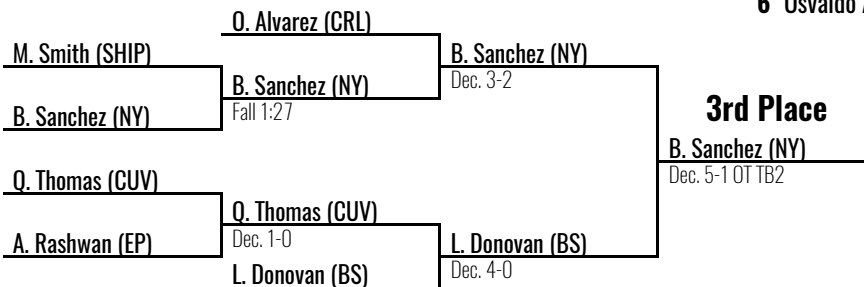 6 Osvaldo
O. Alvarez (CRL)
M. Smith (SHIP)
B. Sanchez (NY)
B. Sanchez (NY)
Dec. 3-2
B. Sanchez (NY)
Fall 1:27
3rd Place
B. Sanchez (NY)
Dec. 5-1 OT TB2
Q. Thomas (CUV)
Q. Thomas (CUV)
Dec. 1-0
A. Rashwan (EP)
L. Donovan (BS)
Dec. 4-0
L. Donovan (BS)